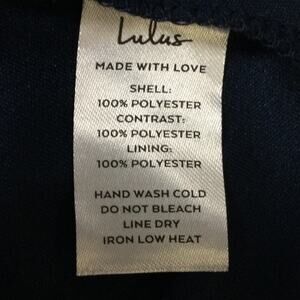 Lulus
MADE WITH LOVE
SHELL:
100% POLYESTER
CONTRAST:
100% POLYESTER
LINING:
100% POLYESTER
HAND WASH COLD
DO NOT BLEACH
LINE DRY
IRON LOW HEAT